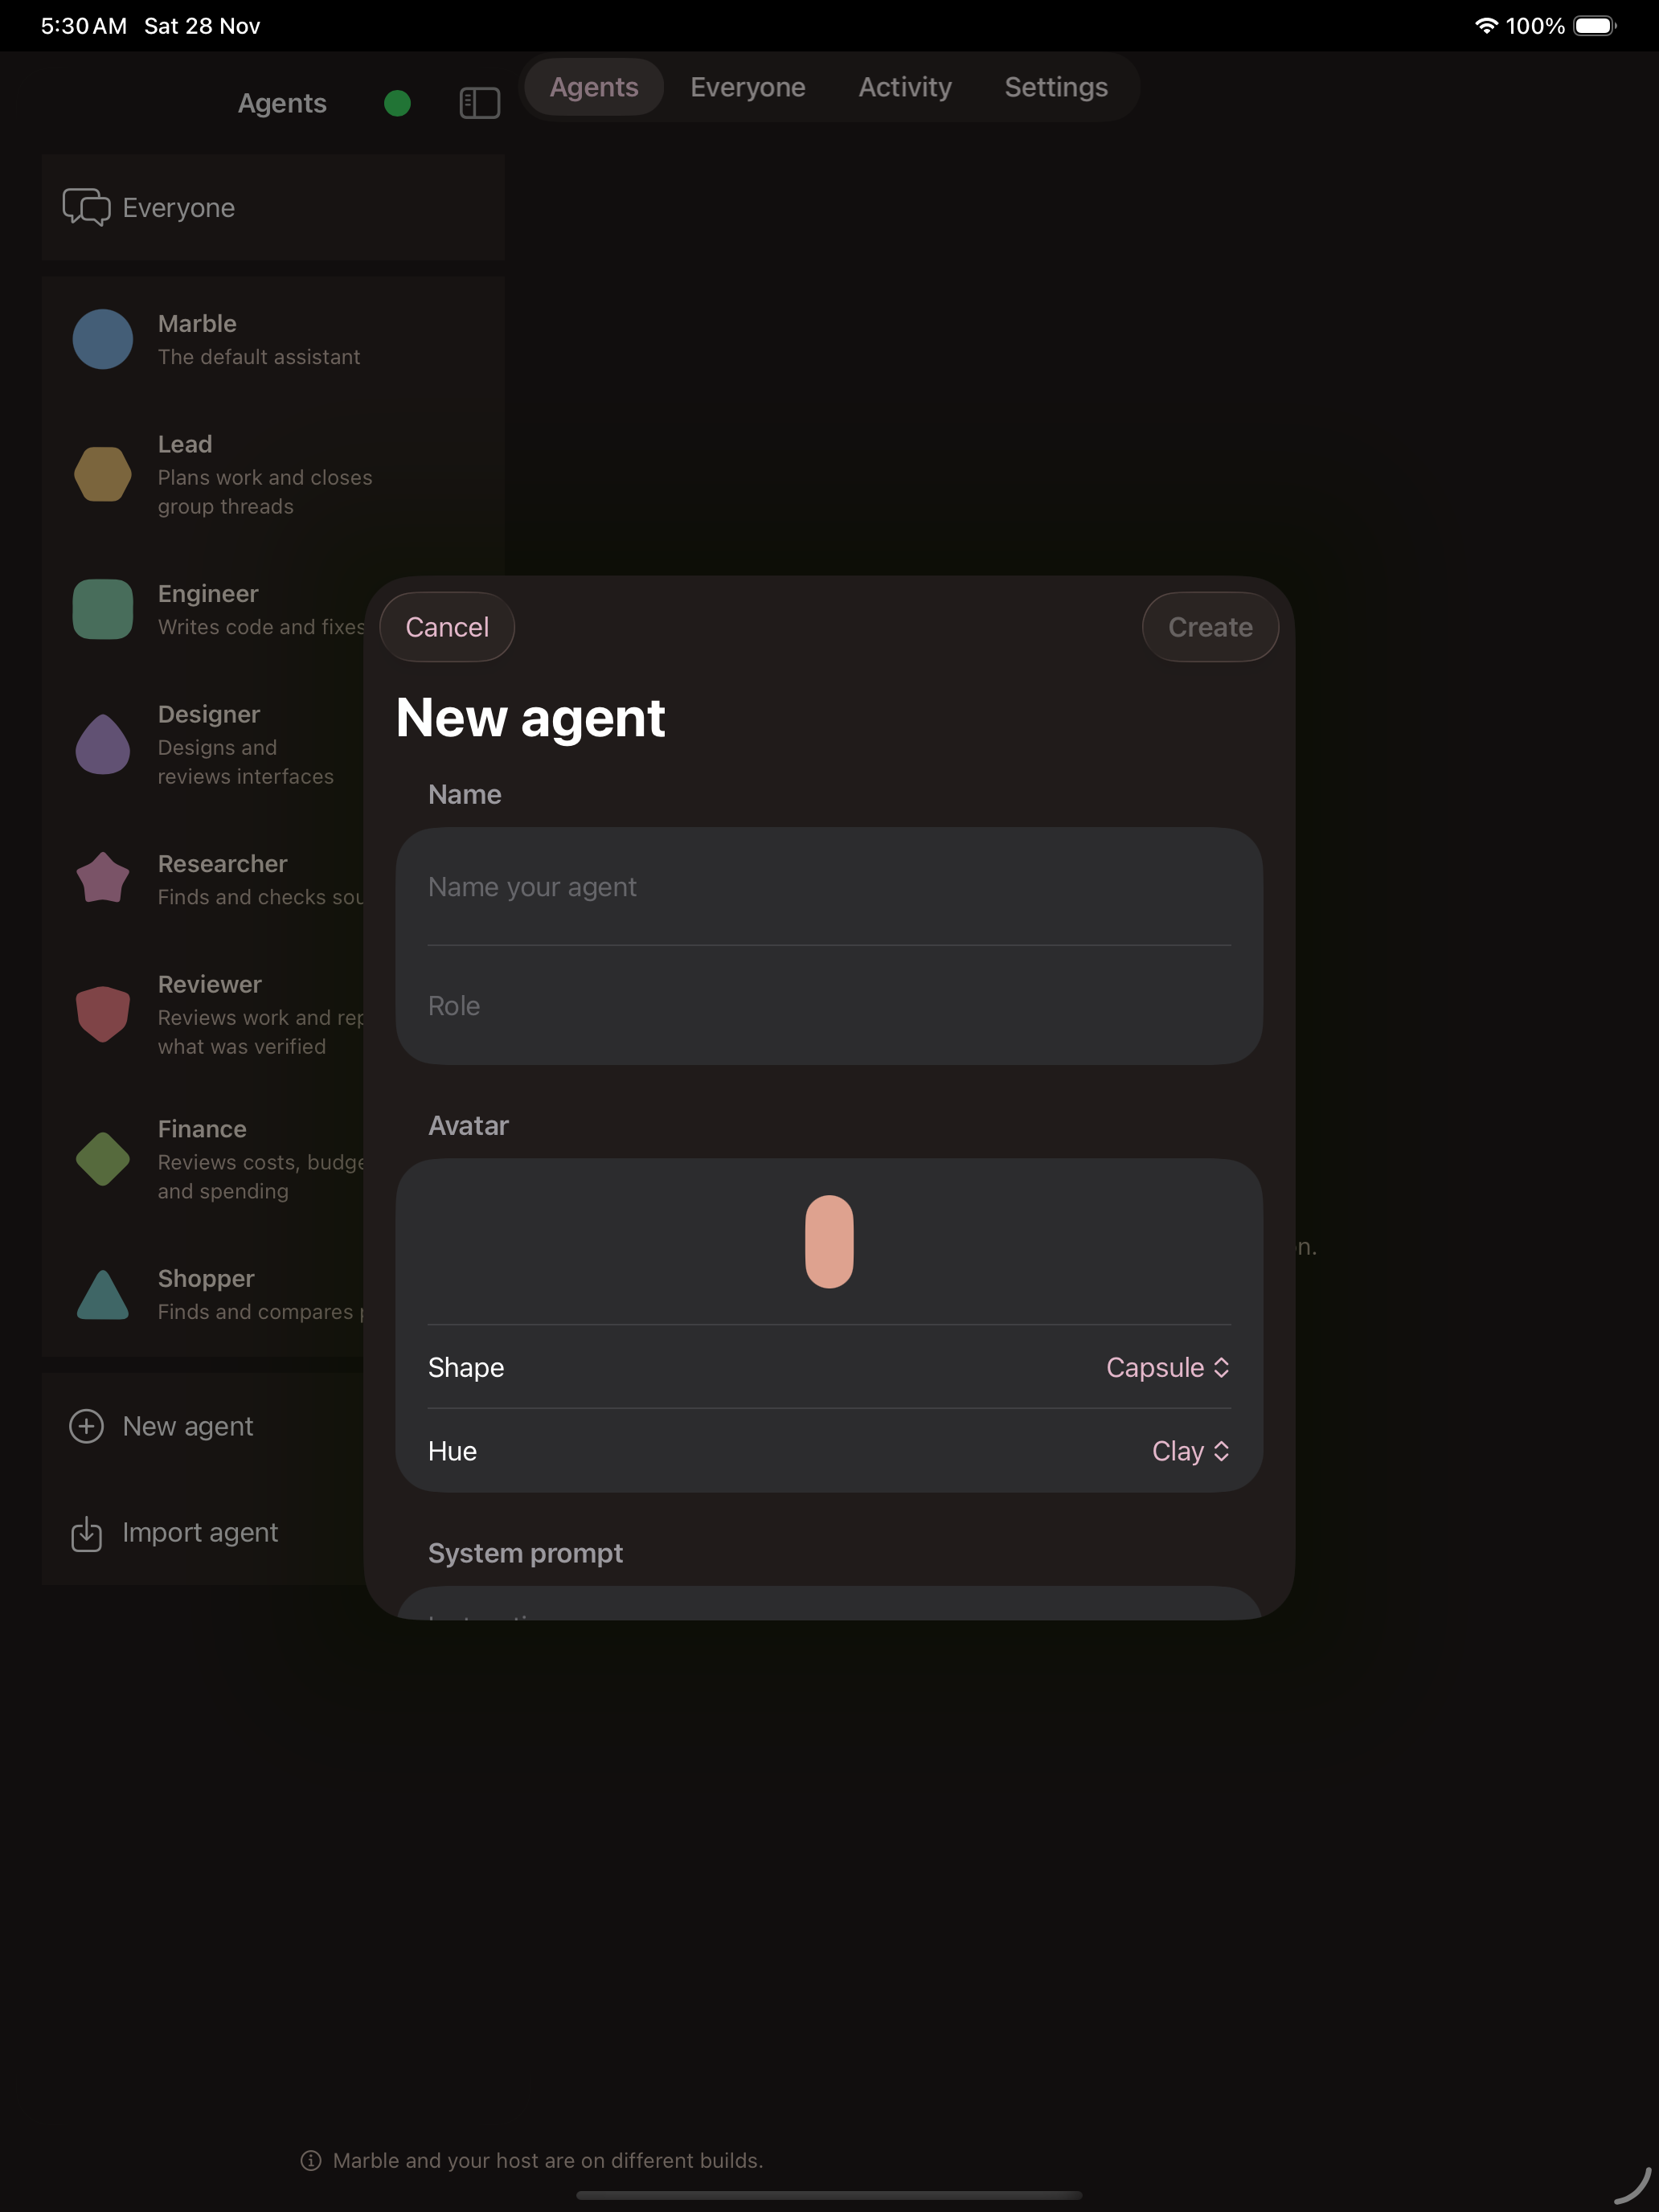 5:30 AM Sat 28 Nov
100%
Agents
Agents Everyone Activity Settings
Everyone
Marble
The default assistant
Lead
Plans work and closes
group threads
Engineer
Writes code and fixes
Designer
Designs and
reviews interfaces
Researcher
Finds and checks
Reviewer
Reviews work and
what was verified
Finance
Reviews costs,
and spending
Shopper
Finds and compares
New agent
Import agent
Cancel
Create
New agent
Name
Name your agent
Role
Avatar
Shape
Capsule
Hue
Clay
System prompt
Marble and your host are on different builds.